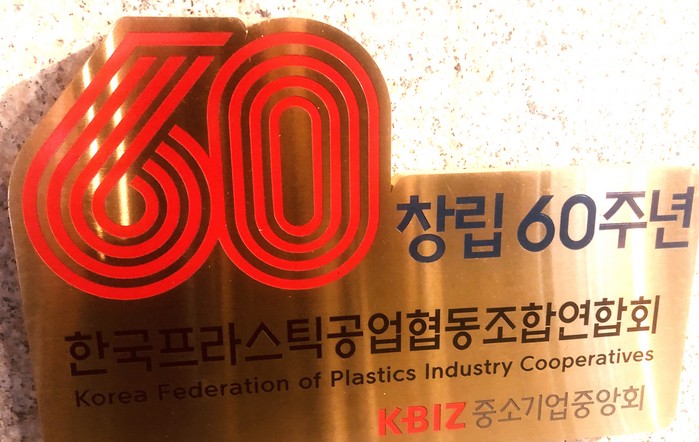 60
창립 60주년
한국프라스틱공업협동조합연합회
Korea Federation of Plastics Industry Cooperatives
K-BIZ 중소기업중앙회